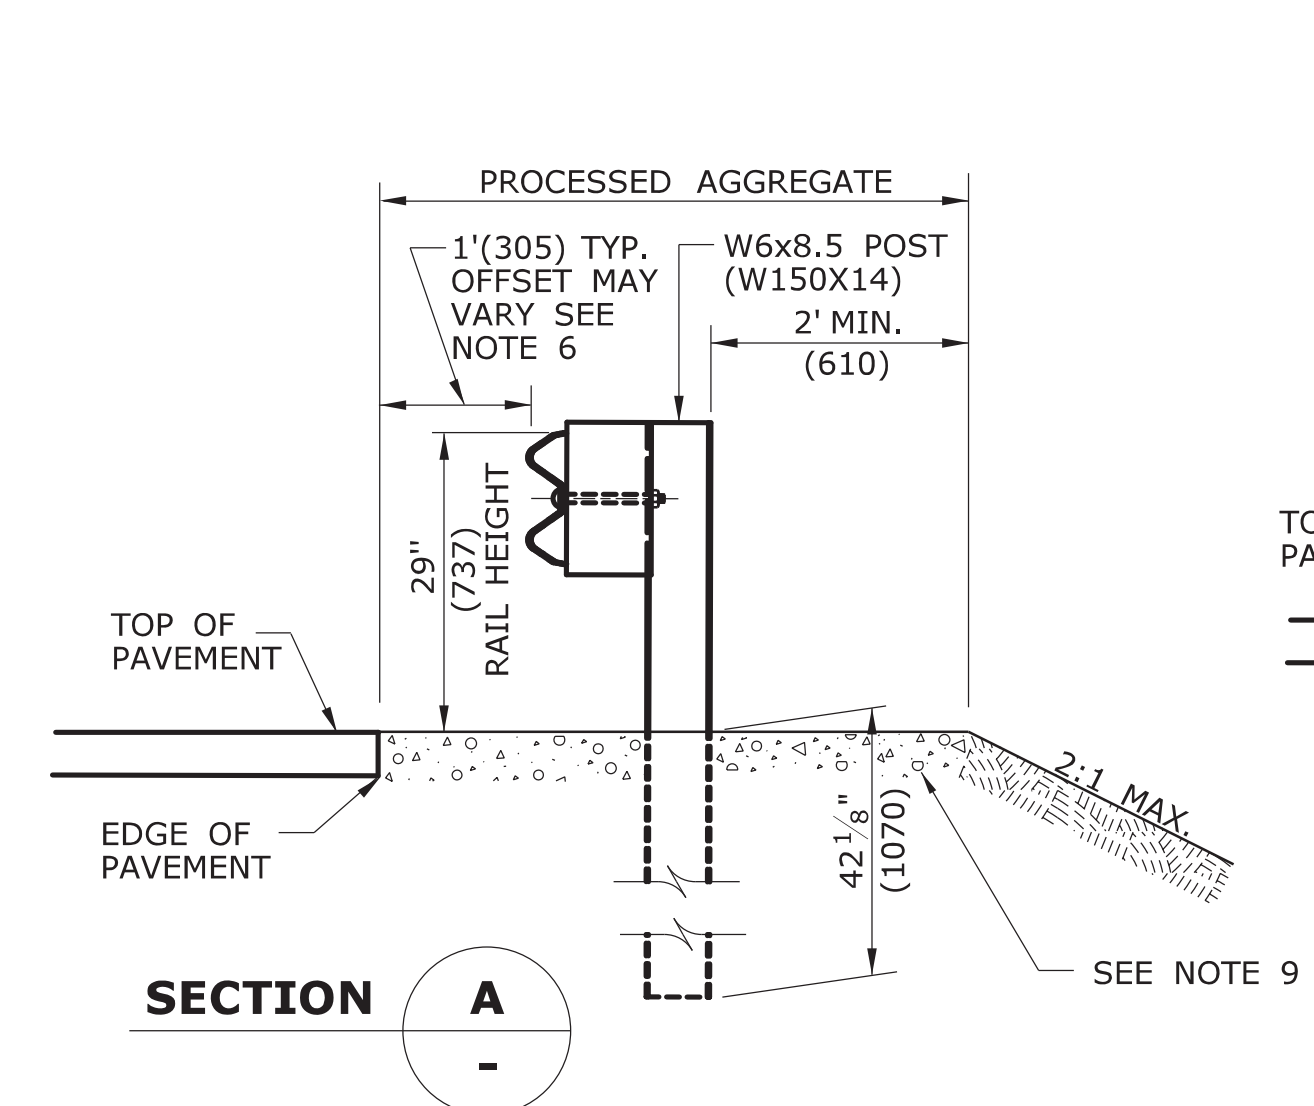 PROCESSED AGGREGATE
1'(305) TYP.
OFFSET MAY
VARY SEE
NOTE 6
W6x8.5 POST
(W150X14)
2' MIN.
(610)
29"
(737)
RAIL HEIGHT
TO
PA
TOP OF
PAVEMENT
EDGE OF
PAVEMENT
2:1 MAX.
42 1/8"
(1070)
SEE NOTE 9
SECTION A
-